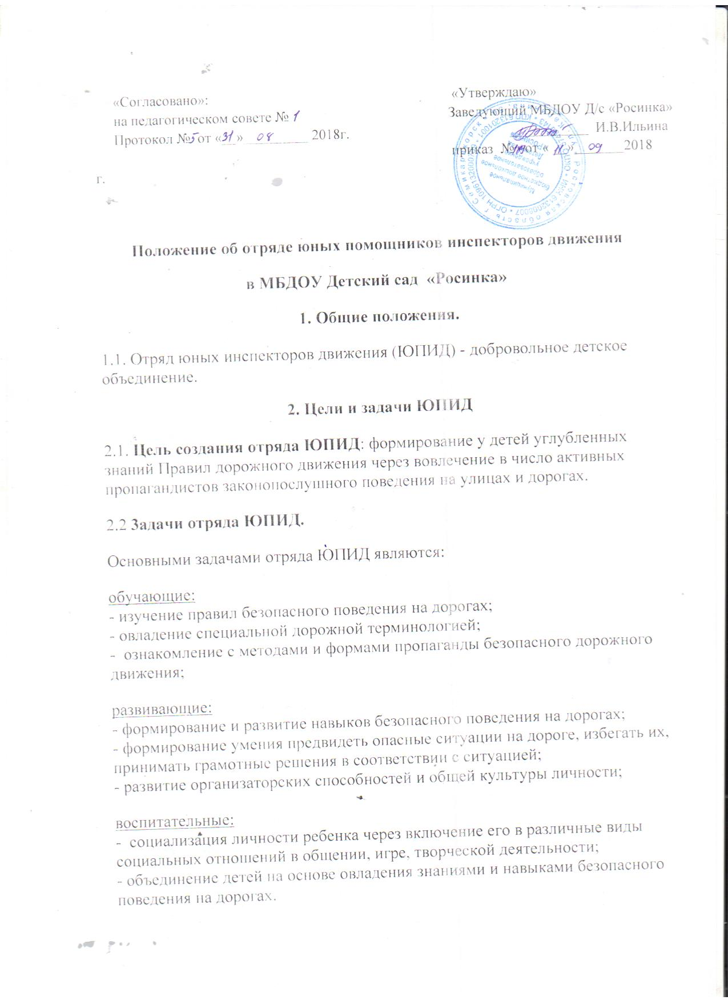 «Согласовано»:
на педагогическом совете № 1
Протокол № 5 от «31» 08 2018г.
«Утверждаю»
Заведующий МБДОУ Д/с «Росинка»
И.В.Ильина
приказ № от « 11 » 09 2018
г.
Муниципальное
бюджетное дошкольное
образовательное
учреждение
Положение об отряде юных помощников инспекторов движения
в МБДОУ Детский сад «Росинка»
1. Общие положения.
1.1. Отряд юных инспекторов движения (ЮПИД) - добровольное детское
объединение.
2. Цели и задачи ЮПИД
2.1. Цель создания отряда ЮПИД: формирование у детей углубленных
знаний Правил дорожного движения через вовлечение в число активных
пропагандистов законопослушного поведения на улицах и дорогах.
2.2 Задачи отряда ЮПИД.
Основными задачами отряда ЮПИД являются:
обучающие:
- изучение правил безопасного поведения на дорогах;
- овладение специальной дорожной терминологией;
- ознакомление с методами и формами пропаганды безопасного дорожного
движения;
развивающие:
- формирование и развитие навыков безопасного поведения на дорогах;
- формирование умения предвидеть опасные ситуации на дороге, избегать их,
принимать грамотные решения в соответствии с ситуацией;
- развитие организаторских способностей и общей культуры личности;
воспитательные:
- социализация личности ребенка через включение его в различные виды
социальных отношений в общении, игре, творческой деятельности;
- объединение детей на основе овладения знаниями и навыками безопасного
поведения на дорогах.